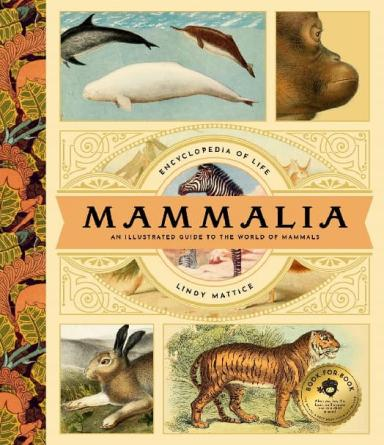 ENCYCLOPEDIA OF LIFE
MAMMALIA
AN ILLUSTRATED GUIDE TO THE WORLD OF MAMMALS
LINDY MATTICE
BOOK FOR BOOK